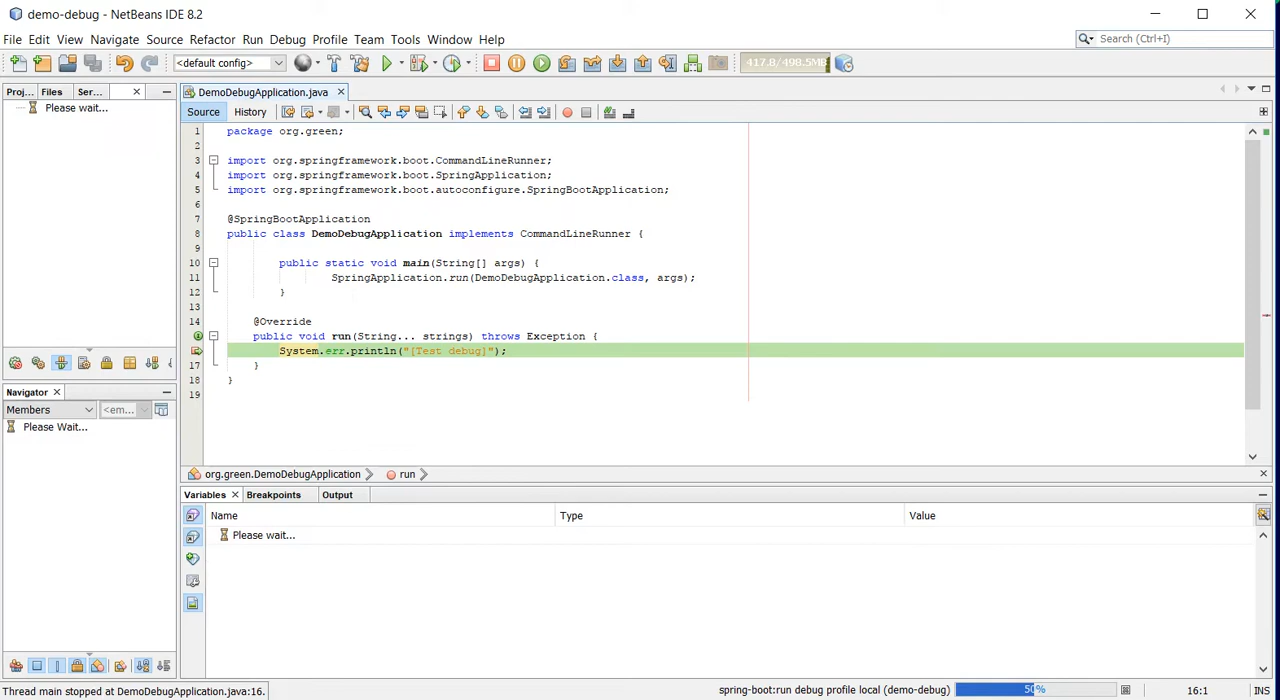 demo-debug - NetBeans IDE 8.2
File Edit View Navigate Source Refactor Run Debug Profile Team Tools Window Help
Search (Ctrl+I)
<default config>
417.8/498.5MB
Proj... Files Ser...
DemoDebugApplication.java
Please wait...
Source History
1 package org.green;
2
3 import org.springframework.boot.CommandLineRunner;
4 import org.springframework.boot.SpringApplication;
5 import org.springframework.boot.autoconfigure.SpringBootApplication;
6
7 @SpringBootApplication
8 public class DemoDebugApplication implements CommandLineRunner {
9
10 public static void main(String[] args) {
11 SpringApplication.run(DemoDebugApplication.class, args);
12 }
13
14 @Override
public void run(String... strings) throws Exception {
System.err.println("[Test debug]");
17 }
18 }
19
Navigator
Members <em...
Please Wait...
org.green.DemoDebugApplication run
Variables Breakpoints Output
Name Type Value
Please wait...
Thread main stopped at DemoDebugApplication.java:16.
spring-boot:run debug profile local (demo-debug) 50% 16:1 INS